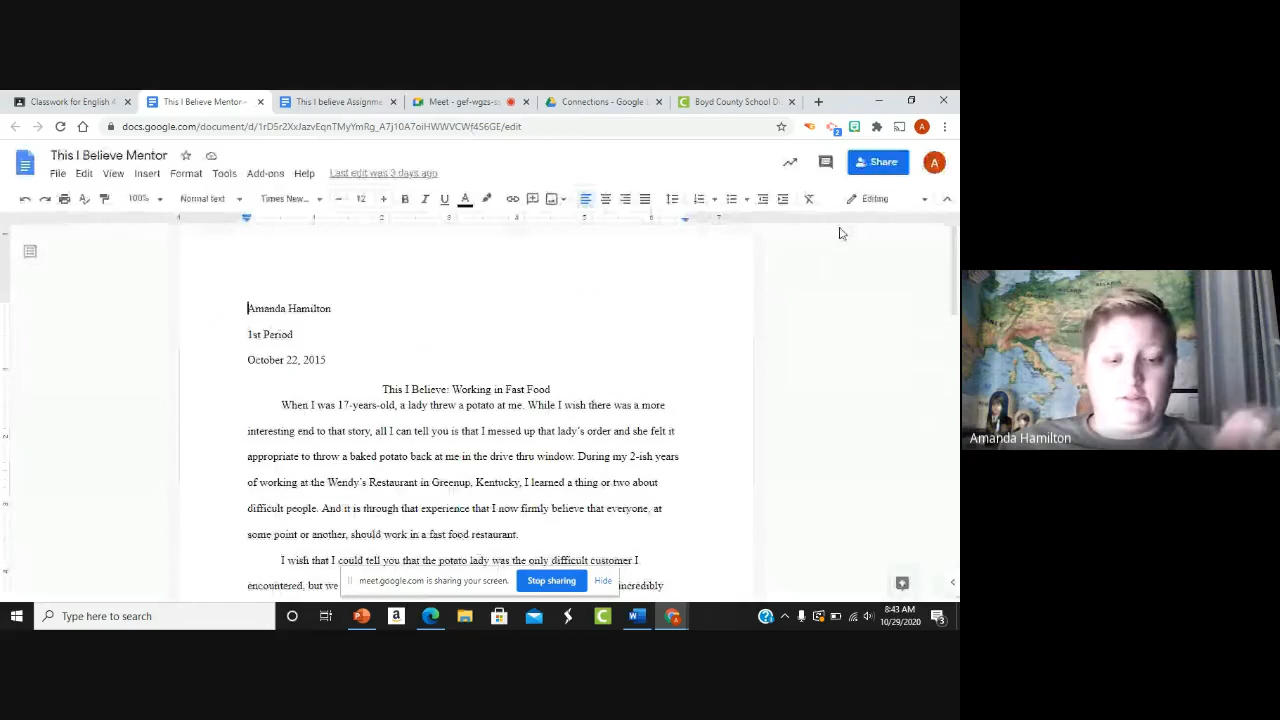 Classwork for English 4
This I Believe Mentor
This I believe Assignme
Meet - gef-wgzs-s
Connections - Google
Boyd County School D
docs.google.com/document/d/1rD5r2XxJazvEqnTMyYmRg_A7j10A7oiHWWVCWf456GE/edit
2
A
This I Believe Mentor
Share
A
File Edit View Insert Format Tools Add-ons Help Last edit was 3 days ago
100% Normal text Times New... 12 B I U A Editing
1 1 2 3 4 5 6 7
Amanda Hamilton
1st Period
October 22, 2015
This I Believe: Working in Fast Food
When I was 17-years-old, a lady threw a potato at me. While I wish there was a more
interesting end to that story, all I can tell you is that I messed up that lady's order and she felt it
appropriate to throw a baked potato back at me in the drive thru window. During my 2-ish years
of working at the Wendy's Restaurant in Greenup, Kentucky, I learned a thing or two about
difficult people. And it is through that experience that I now firmly believe that everyone, at
some point or another, should work in a fast food restaurant.
I wish that I could tell you that the potato lady was the only difficult customer I
encountered, but we incredibly
meet.google.com is sharing your screen. Stop sharing Hide
Type here to search
8:43 AM
10/29/2020
3
Amanda Hamilton